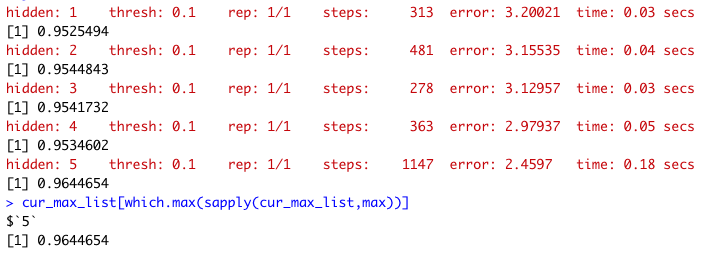 hidden: 1    thresh: 0.1    rep: 1/1    steps:     313  error: 3.20021  time: 0.03 secs
[1] 0.9525494
hidden: 2    thresh: 0.1    rep: 1/1    steps:     481  error: 3.15535  time: 0.04 secs
[1] 0.9544843
hidden: 3    thresh: 0.1    rep: 1/1    steps:     278  error: 3.12957  time: 0.03 secs
[1] 0.9541732
hidden: 4    thresh: 0.1    rep: 1/1    steps:     363  error: 2.97937  time: 0.05 secs
[1] 0.9534602
hidden: 5    thresh: 0.1    rep: 1/1    steps:    1147  error: 2.4597   time: 0.18 secs
[1] 0.9644654
> cur_max_list[which.max(sapply(cur_max_list,max))]
$`5`
[1] 0.9644654